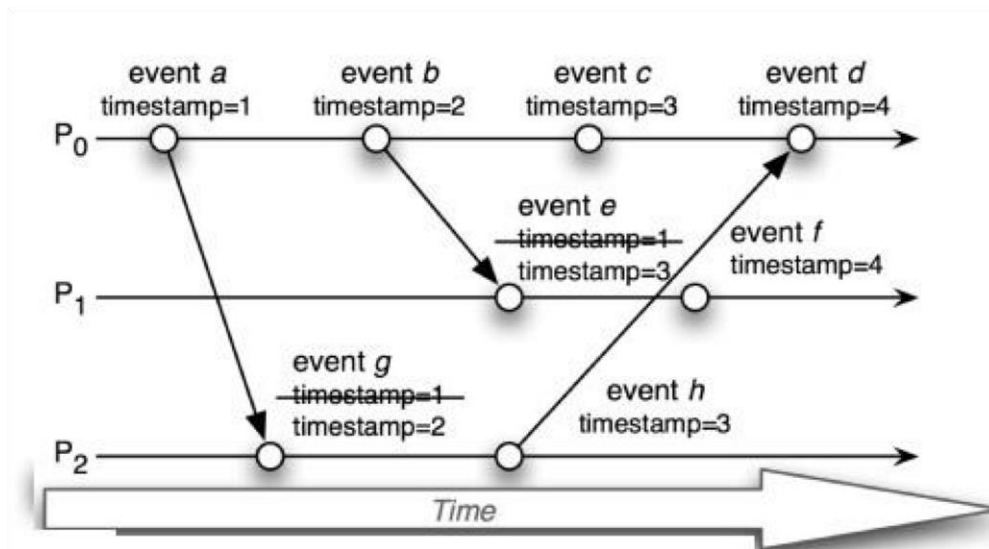 event a
timestamp=1
event b
timestamp=2
event c
timestamp=3
event d
timestamp=4
P0
event e
timestamp=1
timestamp=3
event f
timestamp=4
P1
event g
timestamp=1
timestamp=2
event h
timestamp=3
P2
Time